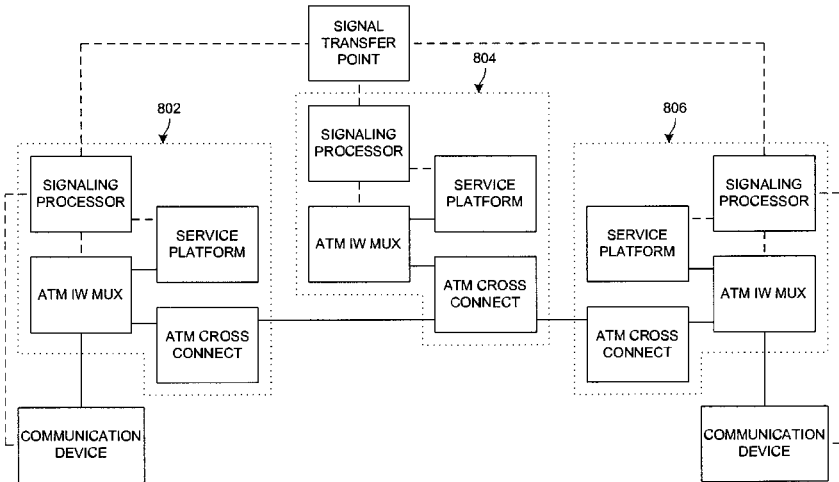 SIGNAL
TRANSFER
POINT
804
802
SIGNALING
PROCESSOR
806
SIGNALING
PROCESSOR
SERVICE
PLATFORM
SIGNALING
PROCESSOR
SERVICE
PLATFORM
ATM IW MUX
SERVICE
PLATFORM
ATM IW MUX
ATM CROSS
CONNECT
ATM IW MUX
ATM CROSS
CONNECT
ATM CROSS
CONNECT
COMMUNICATION
DEVICE
COMMUNICATION
DEVICE